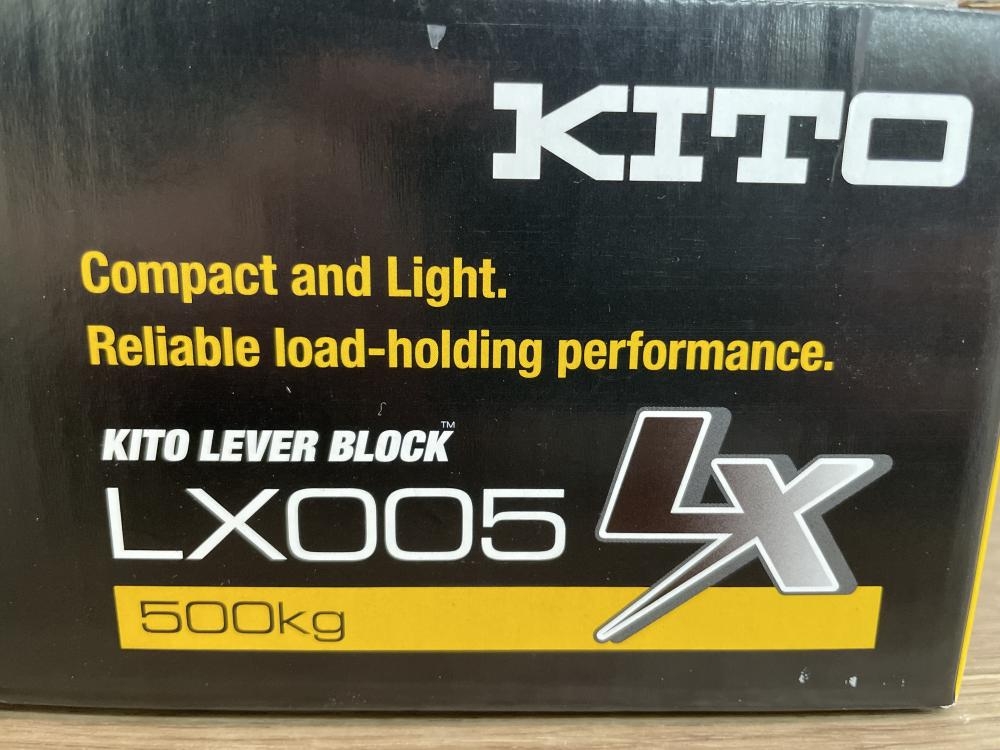 KITO
Compact and Light.
Reliable load-holding performance.
KITO LEVER BLOCK™
LX005
LX
500kg